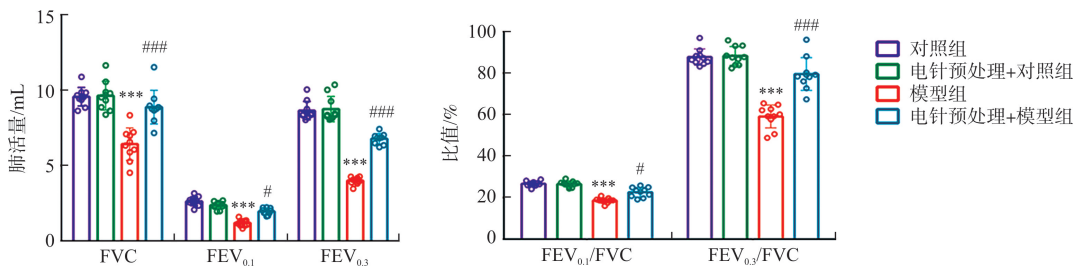 肺活量/mL
15
10
5
0
###
***
***
#
***
###
FVC
FEV0.1
FEV0.3
比值/%
100
80
60
40
20
0
***
#
***
###
FEV0.1/FVC
FEV0.3/FVC
对照组
电针预处理+对照组
模型组
电针预处理+模型组